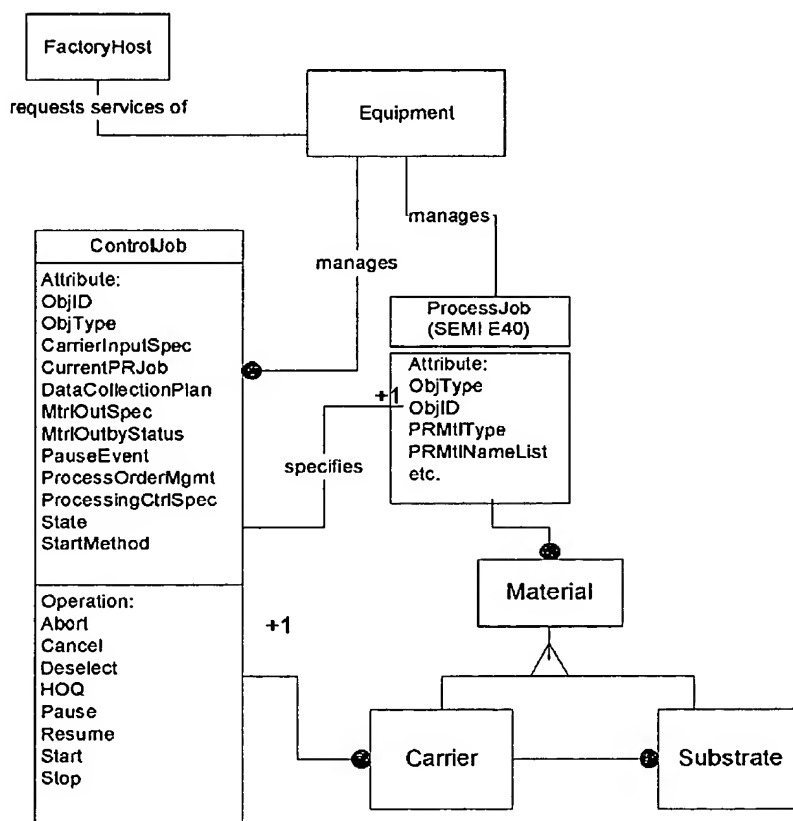 FactoryHost
requests services of
Equipment
manages
manages
ControlJob
Attribute:
ObjID
ObjType
CarrierInputSpec
CurrentPRJob
DataCollectionPlan
MtrlOutSpec
MtrlOutbyStatus
PauseEvent
ProcessOrderMgmt
ProcessingCtrlSpec
State
StartMethod
Operation:
Abort
Cancel
Deselect
HOQ
Pause
Resume
Start
Stop
ProcessJob
(SEMI E40)
Attribute:
ObjType
ObjID
PRMtlType
PRMtlNameList
etc.
+1
specifies
Material
+1
Carrier
Substrate